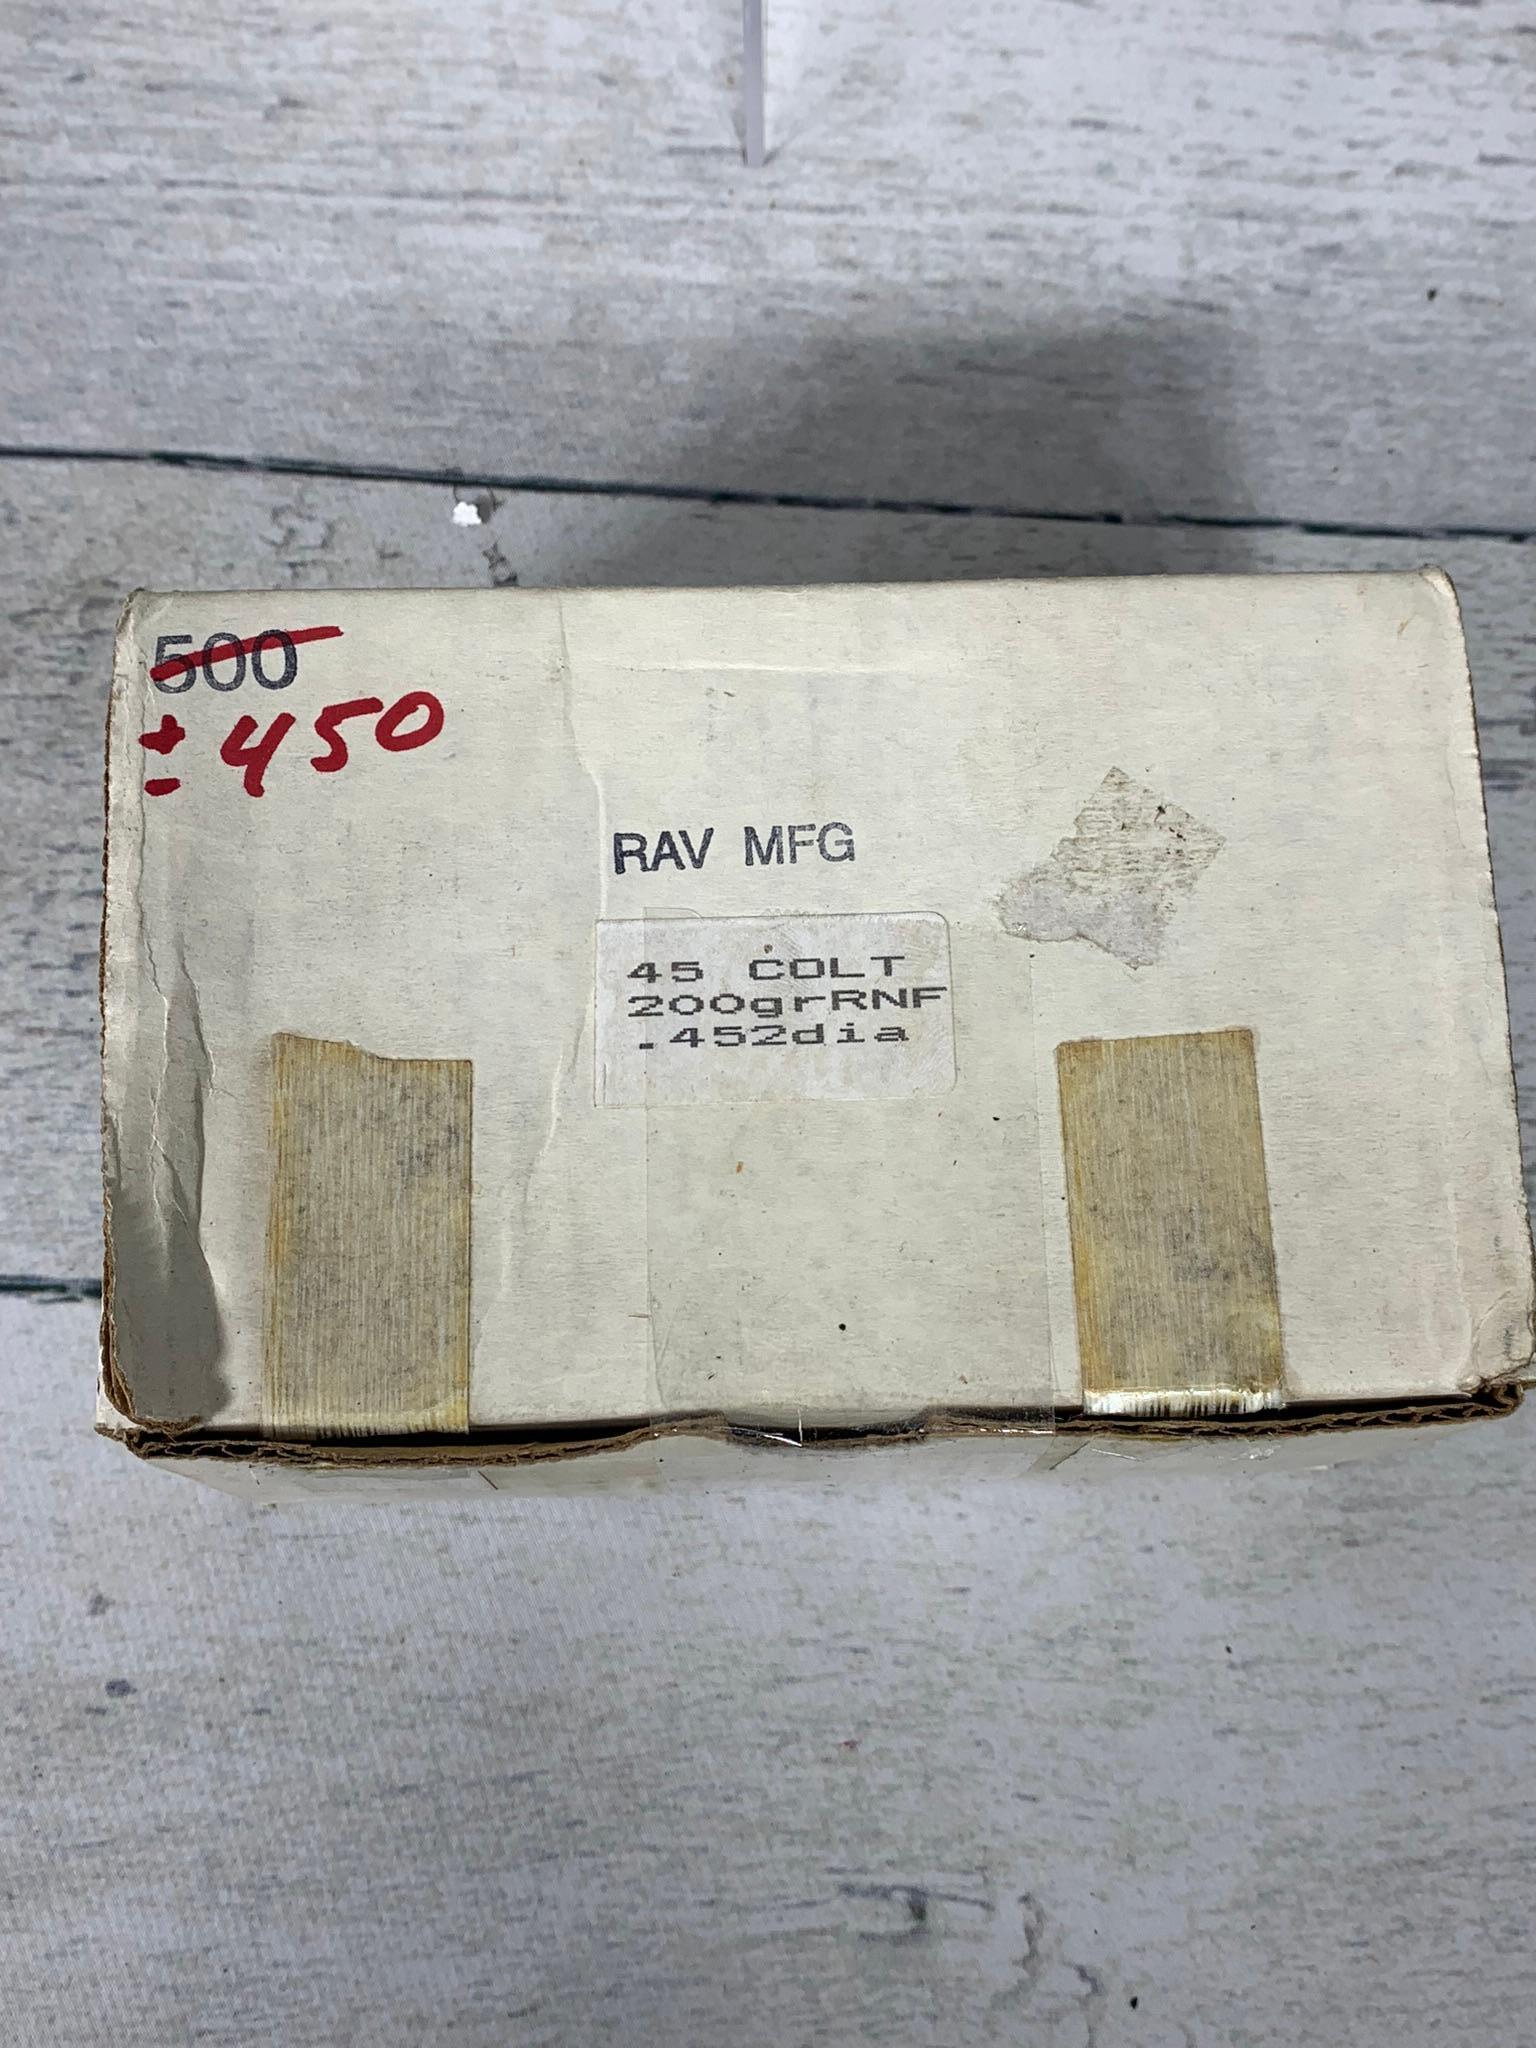 500
± 450
RAV MFG
45 COLT
200grRNF
.452dia